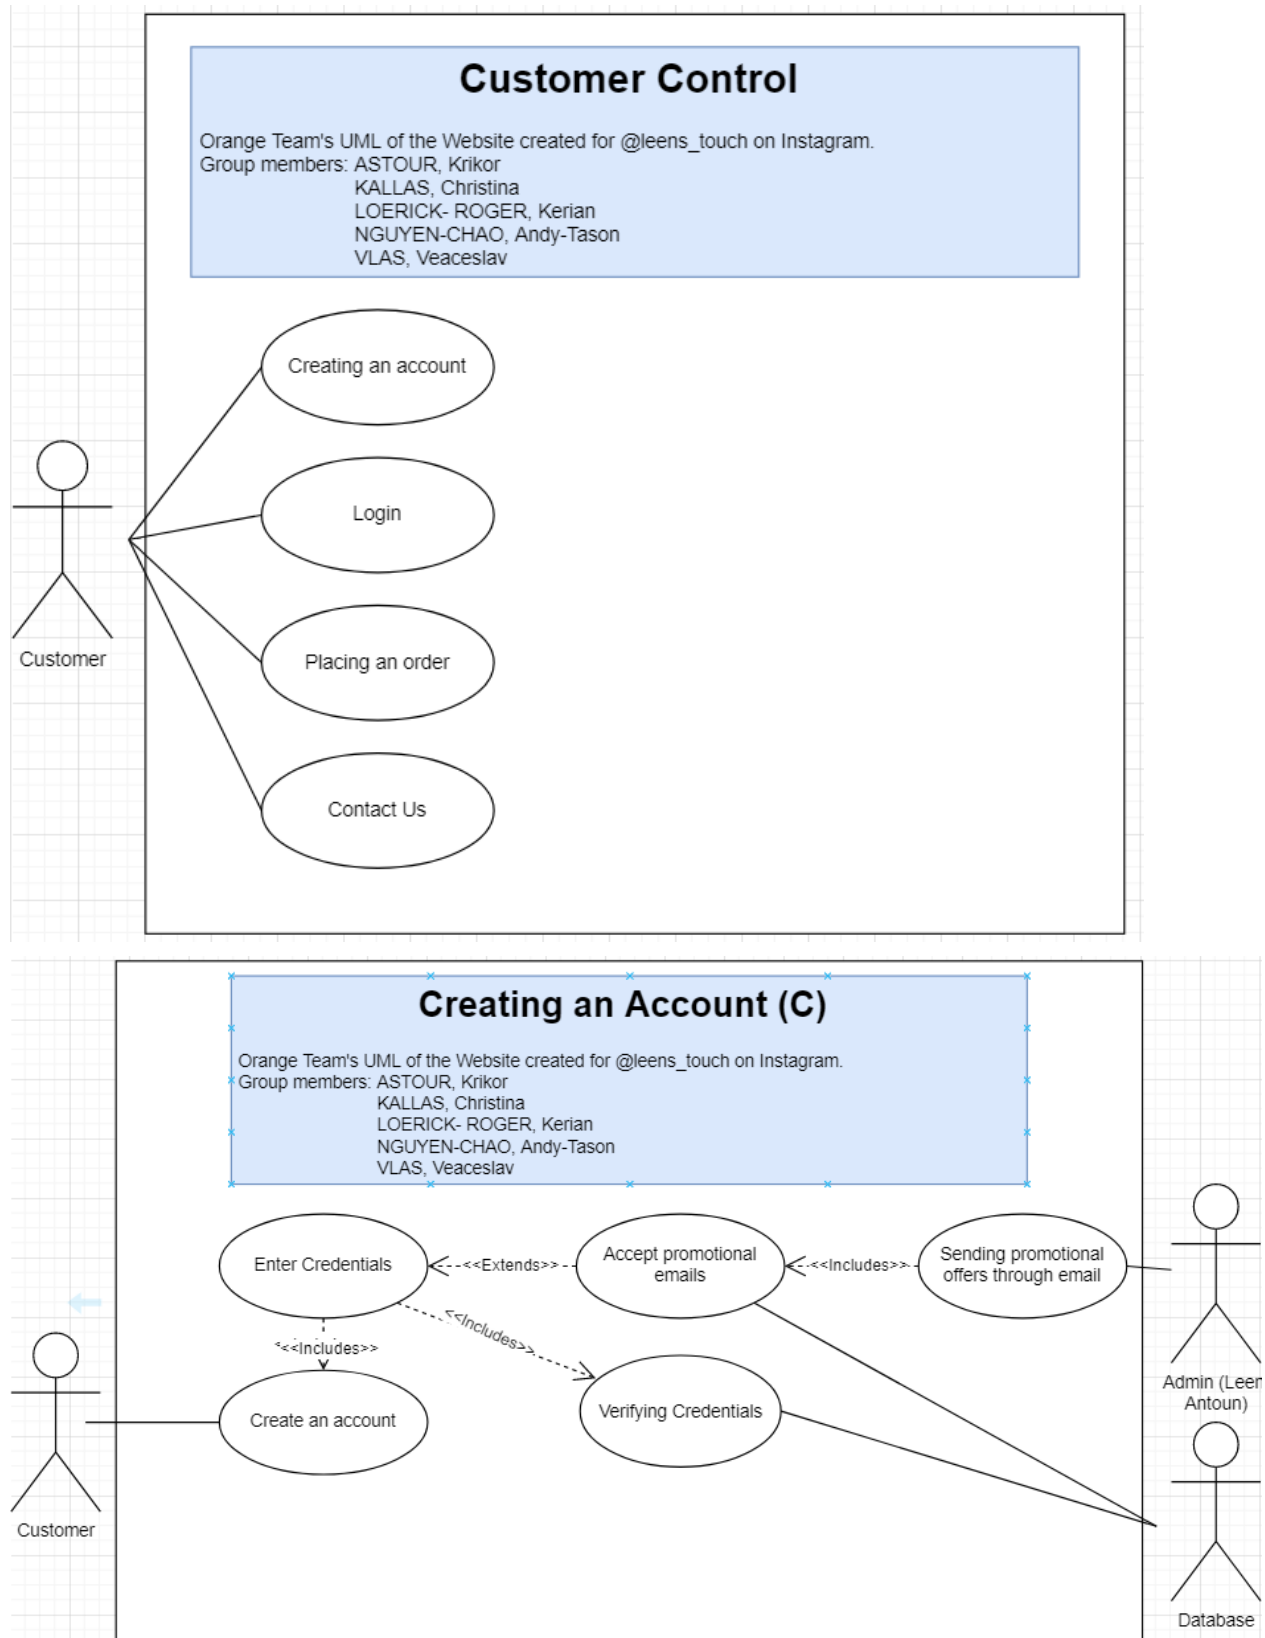 Customer Control
Orange Team's UML of the Website created for @leens_touch on Instagram.
Group members: ASTOUR, Krikor
KALLAS, Christina
LOERICK- ROGER, Kerian
NGUYEN-CHAO, Andy-Tason
VLAS, Veaceslav
Creating an account
Login
Placing an order
Customer
Contact Us
Creating an Account (C)
Orange Team's UML of the Website created for @leens_touch on Instagram.
Group members: ASTOUR, Krikor
KALLAS, Christina
LOERICK- ROGER, Kerian
NGUYEN-CHAO, Andy-Tason
VLAS, Veaceslav
Enter Credentials
<<Extends>>
Accept promotional
emails
<<Includes>>
Sending promotional
offers through email
<<Includes>>
<<Includes>>
Admin (Leen
Antoun)
Create an account
Verifying Credentials
Customer
Database